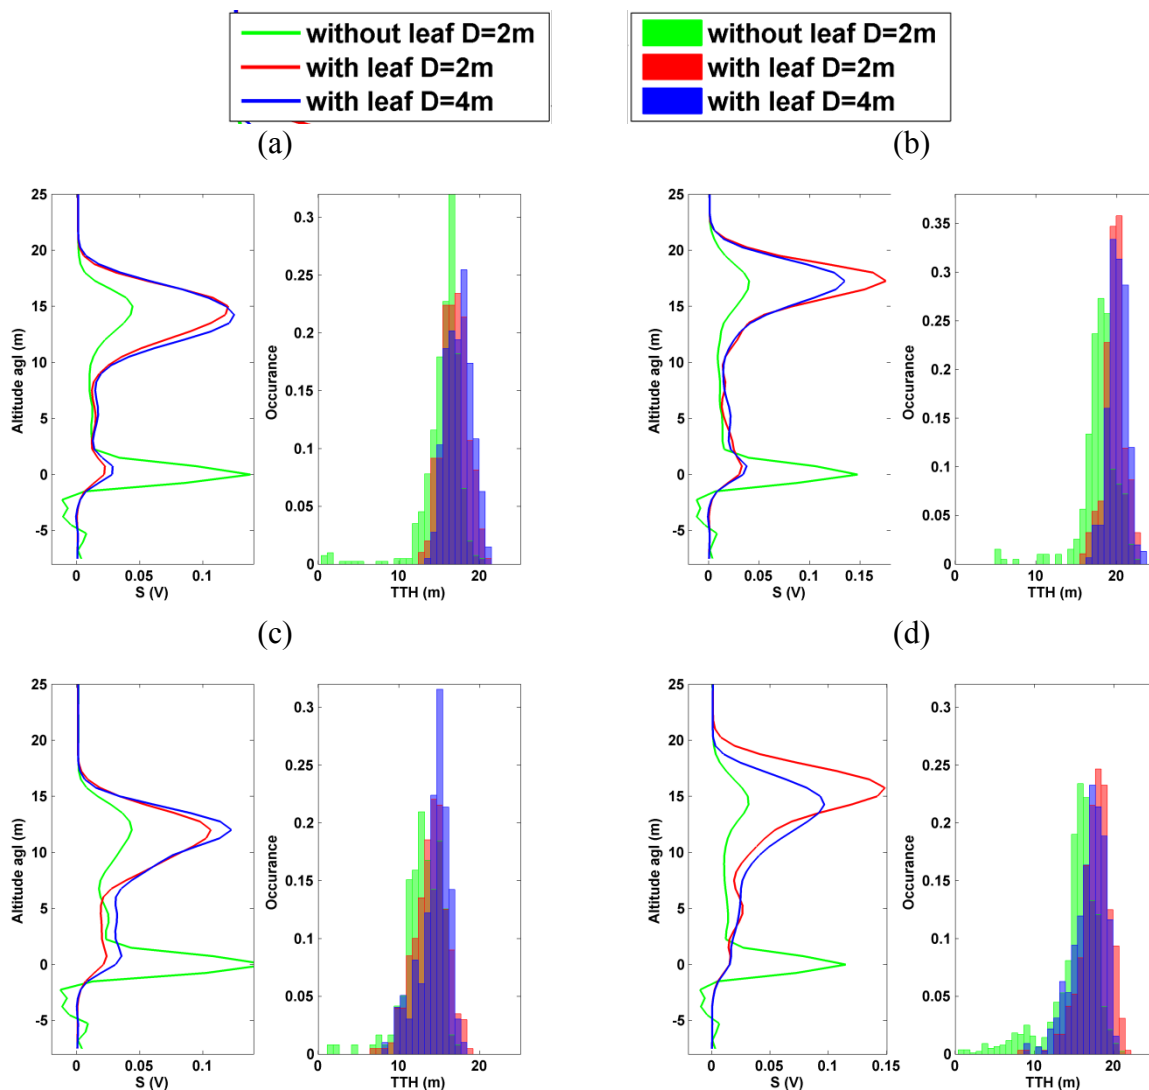 without leaf D=2m
with leaf D=2m
with leaf D=4m
without leaf D=2m
with leaf D=2m
with leaf D=4m
(a)
(b)
25
20
15
10
5
0
-5
Altitude agl (m)
0 0.05 0.1
S (V)
0.3
0.25
0.2
0.15
0.1
0.05
0
Occurance
0 10 20
TTH (m)
25
20
15
10
5
0
-5
Altitude agl (m)
0 0.05 0.1 0.15
S (V)
0.35
0.3
0.25
0.2
0.15
0.1
0.05
0
Occurance
0 10 20
TTH (m)
(c)
(d)
25
20
15
10
5
0
-5
Altitude agl (m)
0 0.05 0.1
S (V)
0.3
0.25
0.2
0.15
0.1
0.05
0
Occurance
0 10 20
TTH (m)
25
20
15
10
5
0
-5
Altitude agl (m)
0 0.05 0.1 0.15
S (V)
0.3
0.25
0.2
0.15
0.1
0.05
0
Occurance
0 10 20
TTH (m)